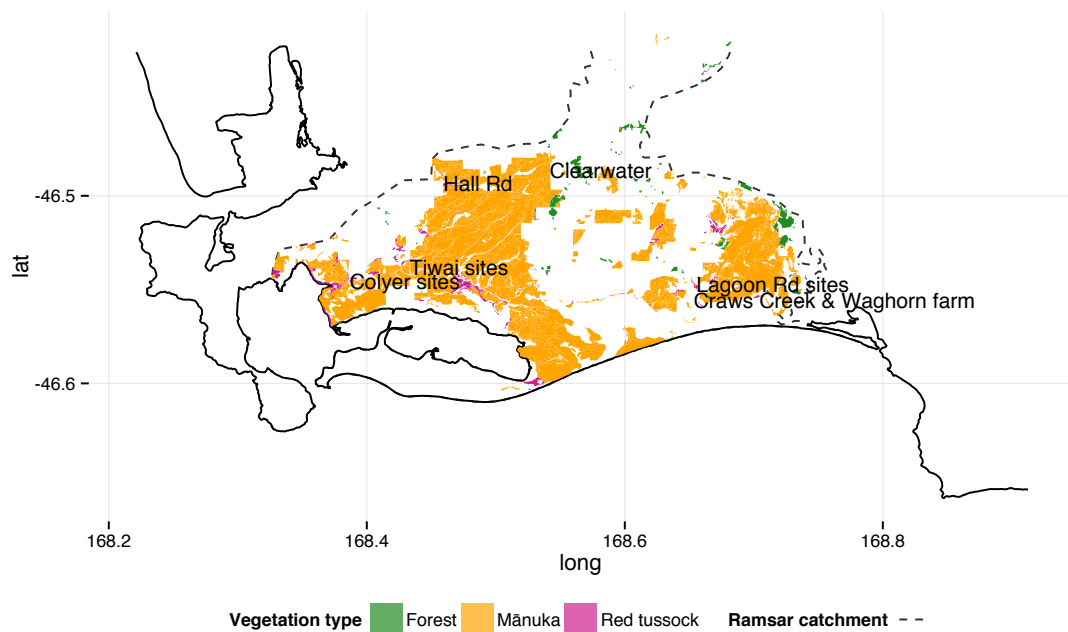 Clearwater
Hall Rd
-46.5
lat
Tiwai sites
Colyer sites
Lagoon Rd sites
Craws Creek & Waghorn farm
-46.6
168.2 168.4 168.6 168.8
long
Vegetation type Forest Mānuka Red tussock Ramsar catchment